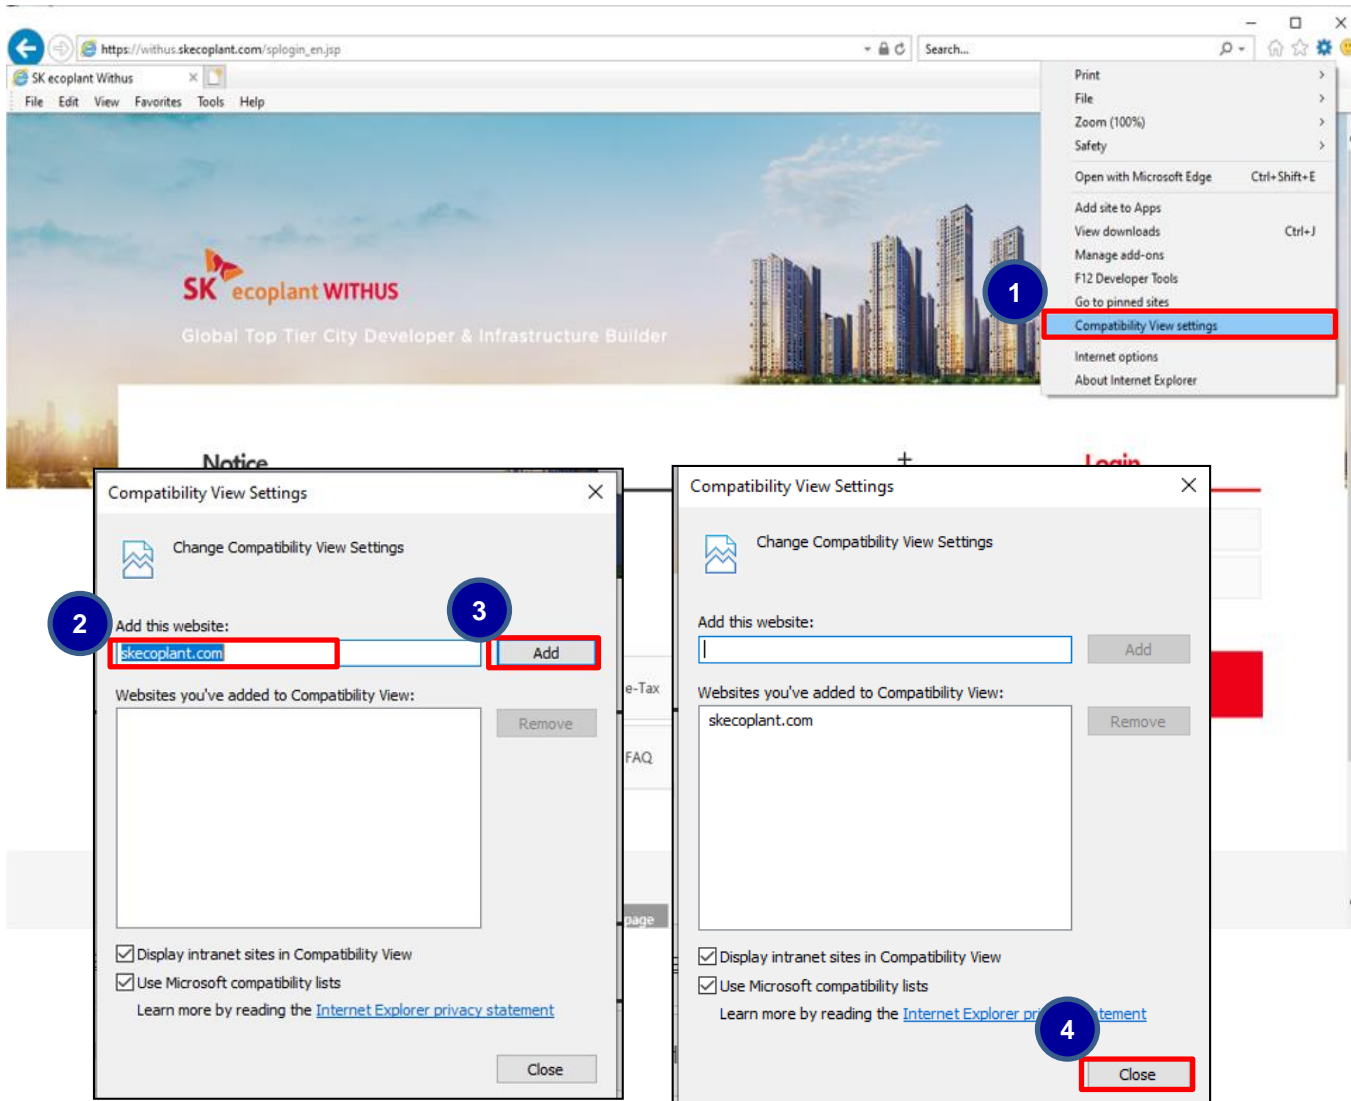 https://withus.skecoplant.com/splogin_en.jsp
Search...
SK ecoplant Withus
File Edit View Favorites Tools Help
Print
File
Zoom (100%)
Safety
Open with Microsoft Edge Ctrl+Shift+E
Add site to Apps
View downloads Ctrl+J
Manage add-ons
F12 Developer Tools
Go to pinned sites
1
Compatibility View settings
Internet options
About Internet Explorer
SK ecoplant WITHUS
Global Top Tier City Developer & Infrastructure Builder
Notice
+
Login
Compatibility View Settings
Change Compatibility View Settings
2
Add this website:
3
skecoplant.com
Add
Websites you've added to Compatibility View:
Remove
Display intranet sites in Compatibility View
Use Microsoft compatibility lists
Learn more by reading the Internet Explorer privacy statement
Close
e-Tax
FAQ
page
Compatibility View Settings
Change Compatibility View Settings
Add this website:
Add
Websites you've added to Compatibility View:
skecoplant.com
Remove
Display intranet sites in Compatibility View
Use Microsoft compatibility lists
Learn more by reading the Internet Explorer pri tement
4
Close